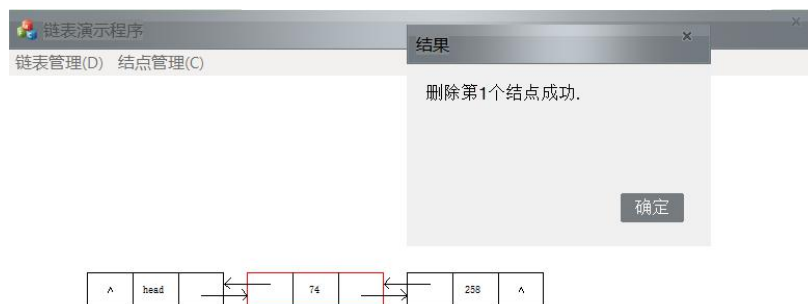 链表演示程序
链表管理(D) 结点管理(C)
结果
删除第1个结点成功.
确定
∧ head 74 258 ∧